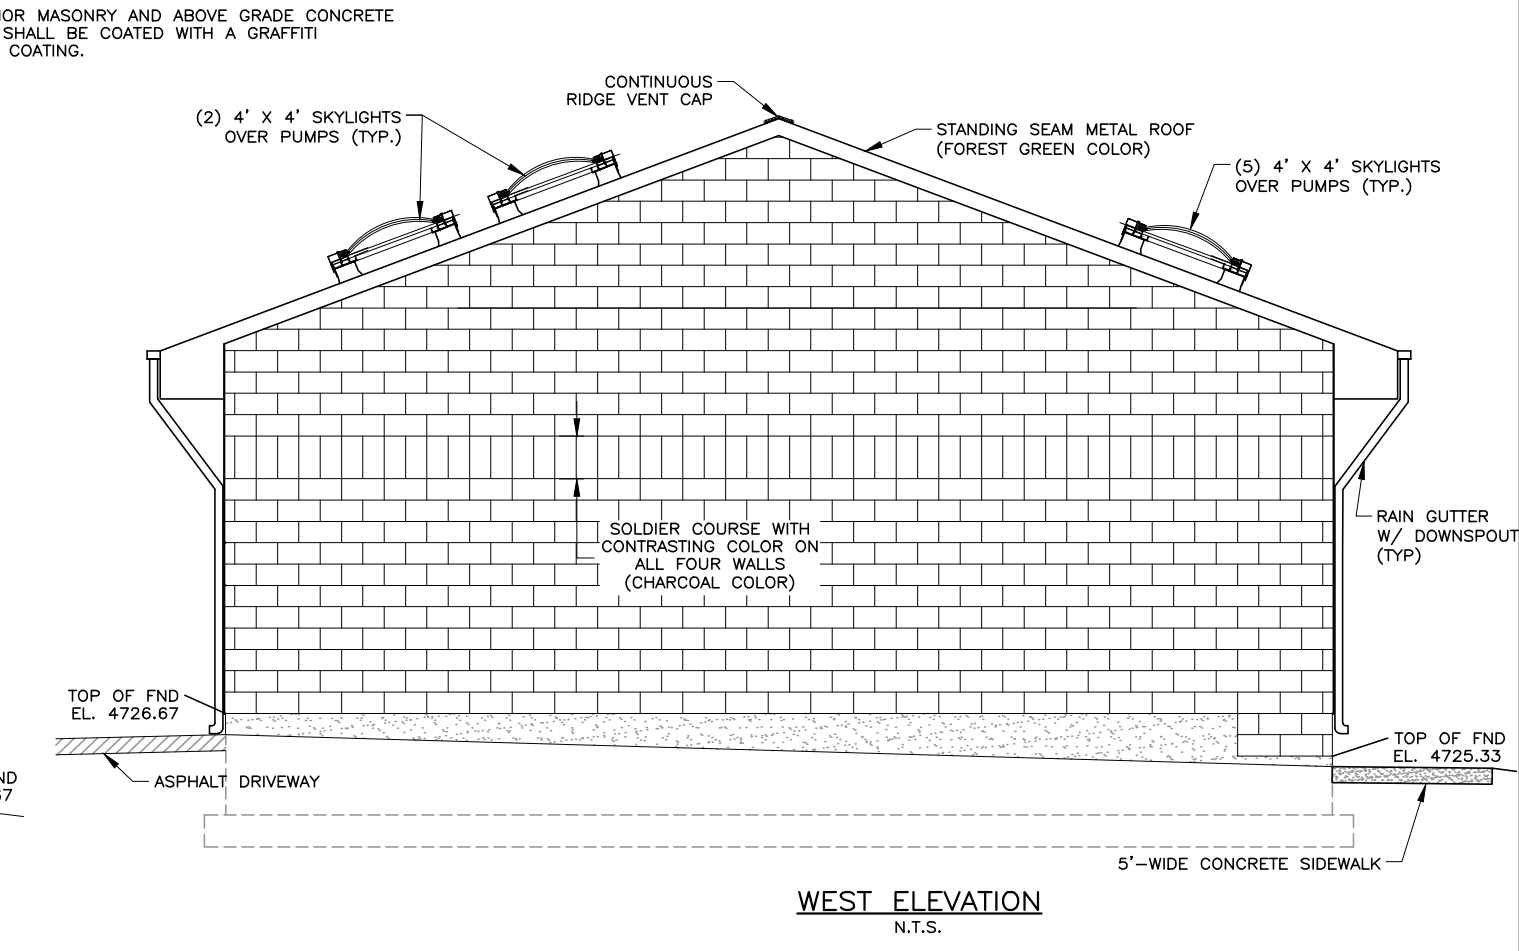 MASONRY AND ABOVE GRADE CONCRETE
SHALL BE COATED WITH A GRAFFITI
COATING.
CONTINUOUS
RIDGE VENT CAP
(2) 4' X 4' SKYLIGHTS
OVER PUMPS (TYP.)
STANDING SEAM METAL ROOF
(FOREST GREEN COLOR)
(5) 4' X 4' SKYLIGHTS
OVER PUMPS (TYP.)
RAIN GUTTER
W/ DOWNSPOUT
(TYP)
SOLDIER COURSE WITH
CONTRASTING COLOR ON
ALL FOUR WALLS
(CHARCOAL COLOR)
TOP OF FND
EL. 4726.67
TOP OF FND
EL. 4725.33
ASPHALT DRIVEWAY
5'-WIDE CONCRETE SIDEWALK
WEST ELEVATION
N.T.S.